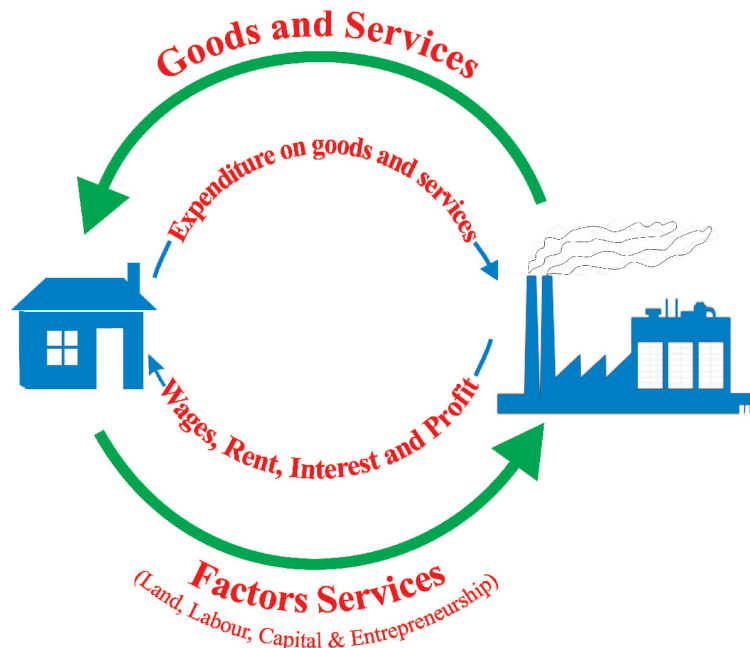 Goods and Services
Expenditure on goods and services
Wages, Rent, Interest and Profit
Factors Services
(Land, Labour, Capital & Entrepreneurship)